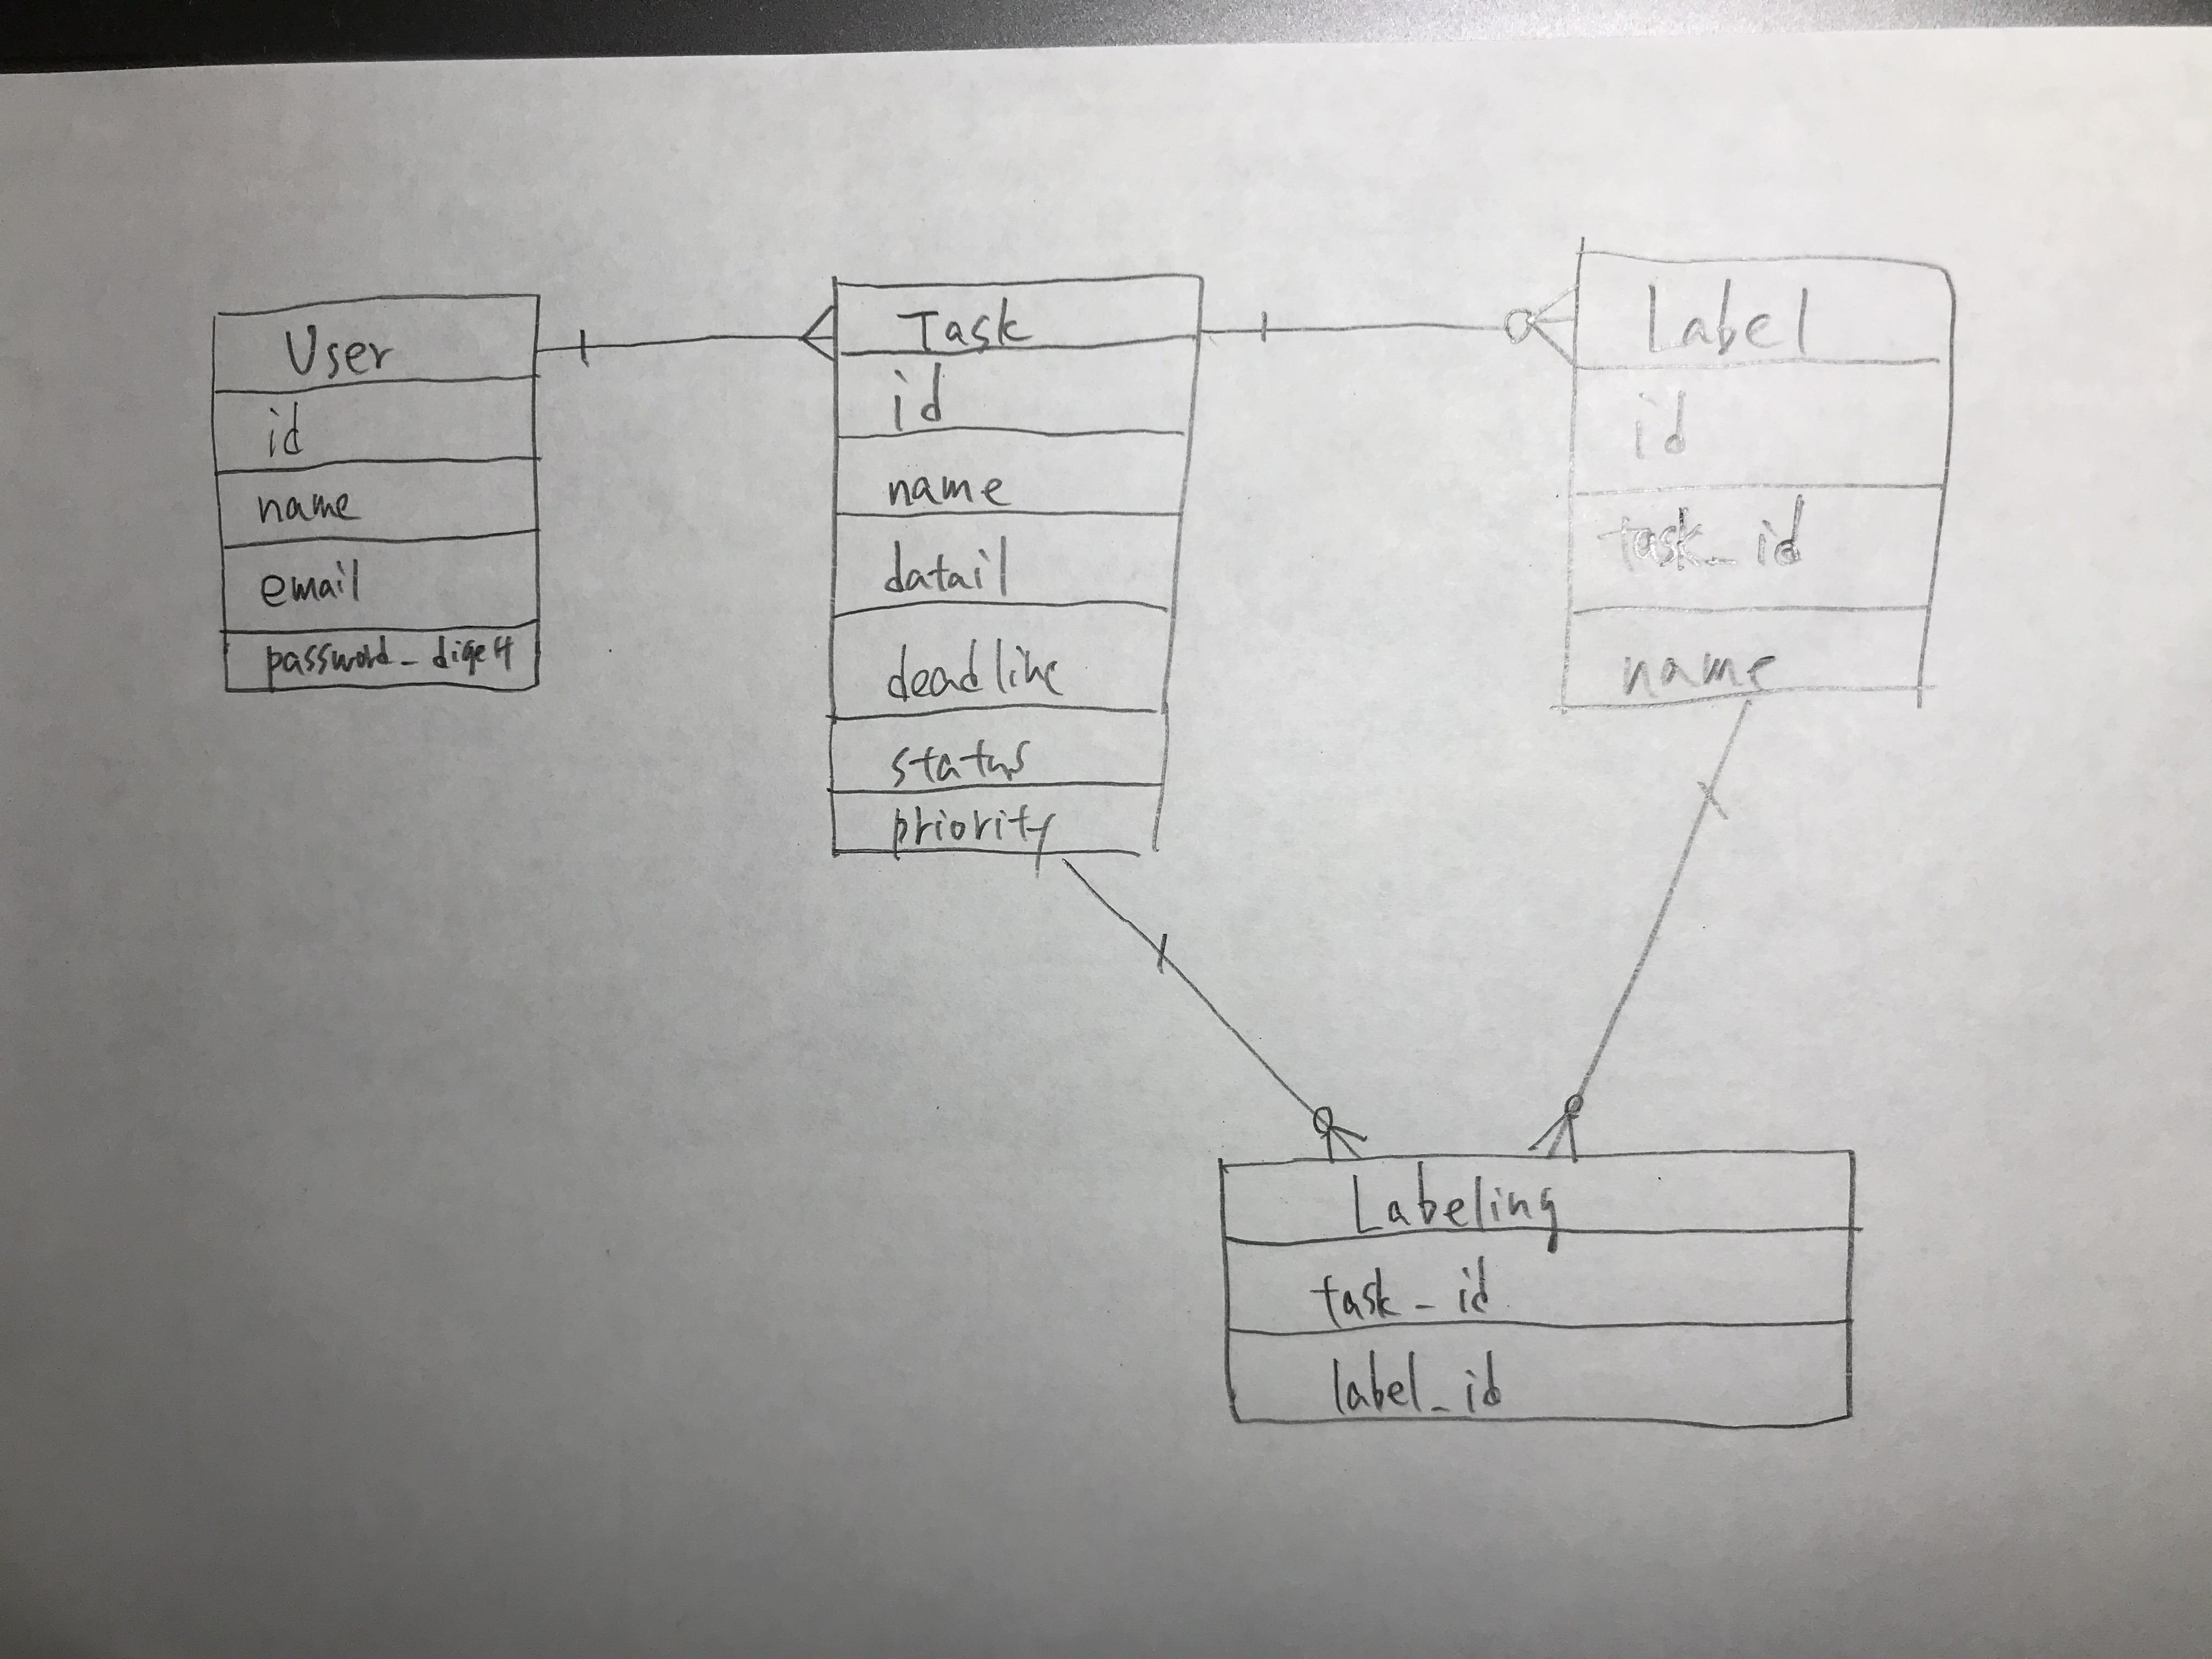 User
id
name
email
password_digest
Task
id
name
datail
deadline
status
priority
Label
id
task_id
name
Labeling
task_id
label_id